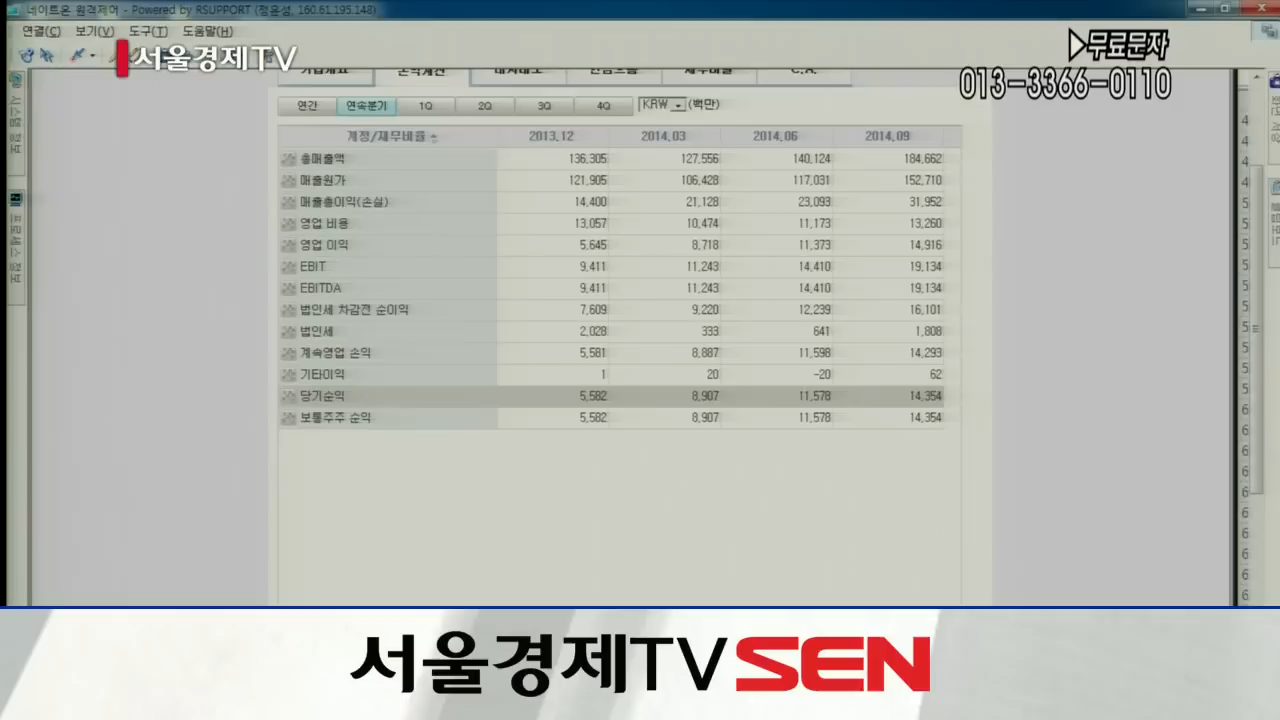 네이트온 원격제어 - Powered by RSUPPORT (정윤성, 160.61.195.148)
연결(C) 보기(V) 도구(T) 도움말(H)
서울경제TV
▶무료문자
013-3366-0110
연간 연속분기 1Q 2Q 3Q 4Q KRW (백만)
계정/재무비율 2013.12 2014.03 2014.06 2014.09
총매출액 136,305 127,556 140,124 184,662
매출원가 121,905 106,428 117,031 152,710
매출총이익(손실) 14,400 21,128 23,093 31,952
영업 비용 13,057 10,474 11,173 13,260
영업 이익 5,645 8,718 11,373 14,916
EBIT 9,411 11,243 14,410 19,134
EBITDA 9,411 11,243 14,410 19,134
법인세 차감전 순이익 7,609 9,220 12,239 16,101
법인세 2,028 333 641 1,808
계속영업 손익 5,581 8,887 11,598 14,293
기타이익 1 20 -20 62
당기순익 5,582 8,907 11,578 14,354
보통주주 순익 5,582 8,907 11,578 14,354
서울경제TV SEN